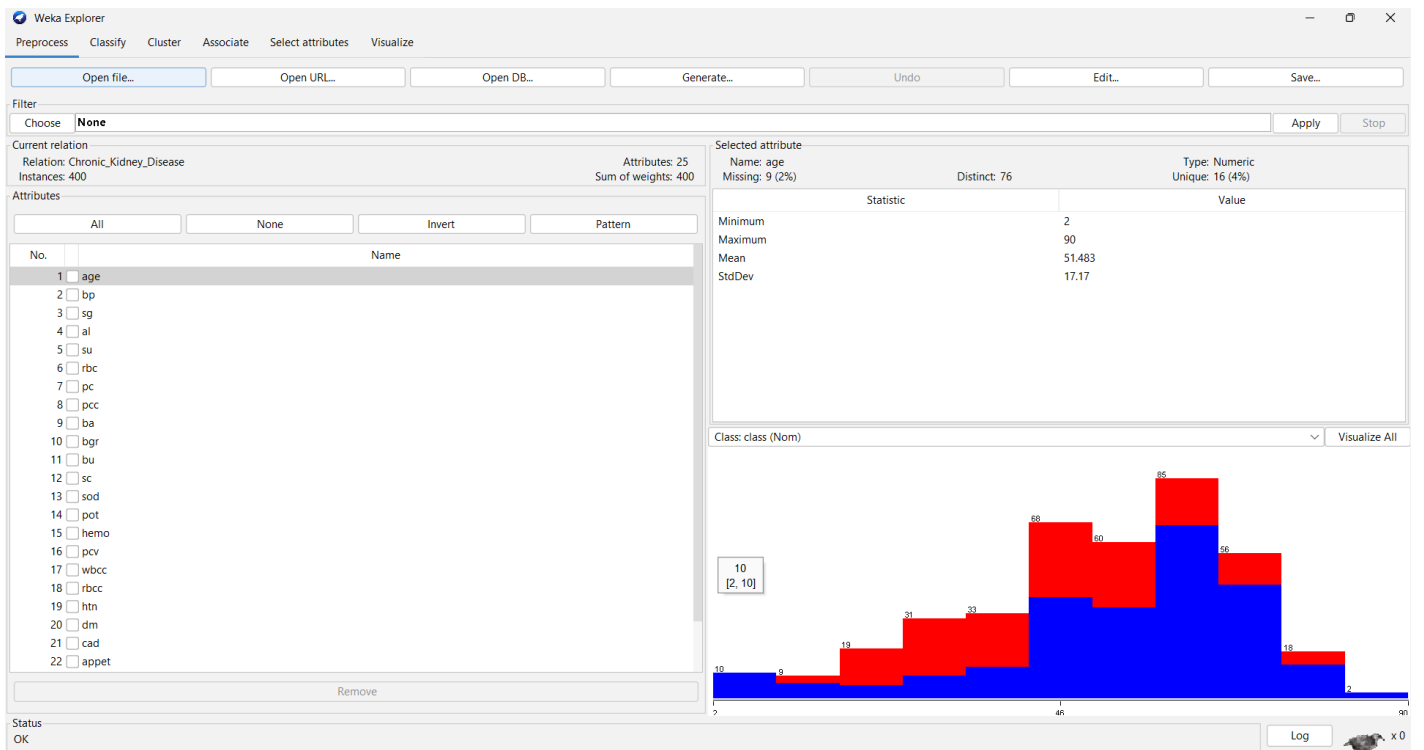 Weka Explorer
Preprocess Classify Cluster Associate Select attributes Visualize
Open file... Open URL... Open DB... Generate... Undo Edit... Save...
Filter
Choose None Apply Stop
Current relation
Relation: Chronic_Kidney_Disease Attributes: 25
Instances: 400 Sum of weights: 400
Attributes
All None Invert Pattern
No. Name
1 age
2 bp
3 sg
4 al
5 su
6 rbc
7 pc
8 pcc
9 ba
10 bgr
11 bu
12 sc
13 sod
14 pot
15 hemo
16 pcv
17 wbcc
18 rbcc
19 htn
20 dm
21 cad
22 appet
Remove
Selected attribute
Name: age Type: Numeric
Missing: 9 (2%) Distinct: 76 Unique: 16 (4%)
Statistic Value
Minimum 2
Maximum 90
Mean 51.483
StdDev 17.17
Class: class (Nom) Visualize All
10
[2, 10]
10 9 19 31 33 68 60 85 56 18 2
2 46 90
Status
OK
Log x 0